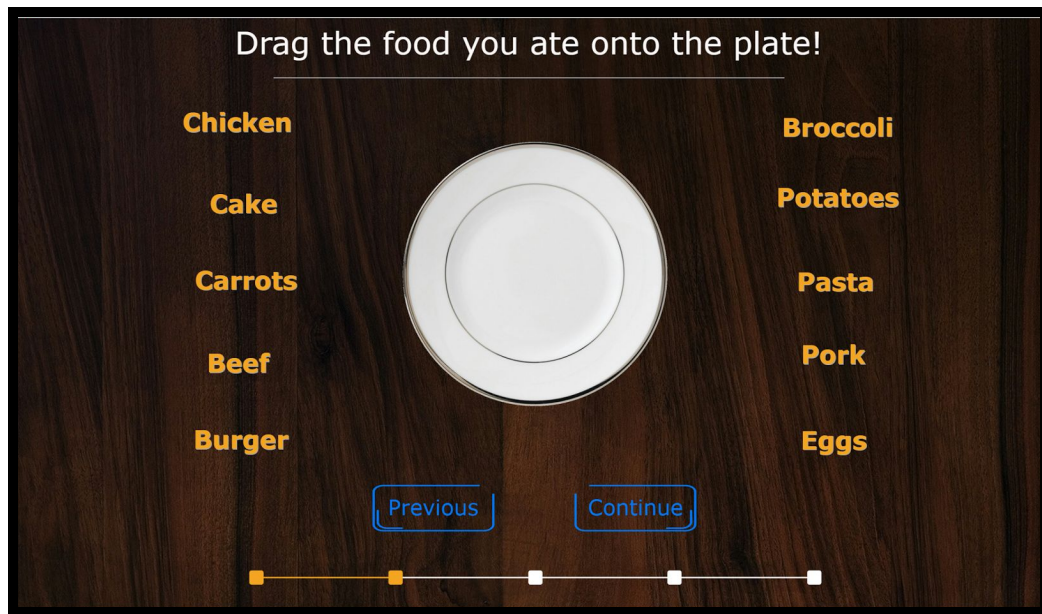 Drag the food you ate onto the plate!
Chicken
Cake
Carrots
Beef
Burger
Broccoli
Potatoes
Pasta
Pork
Eggs
Previous
Continue